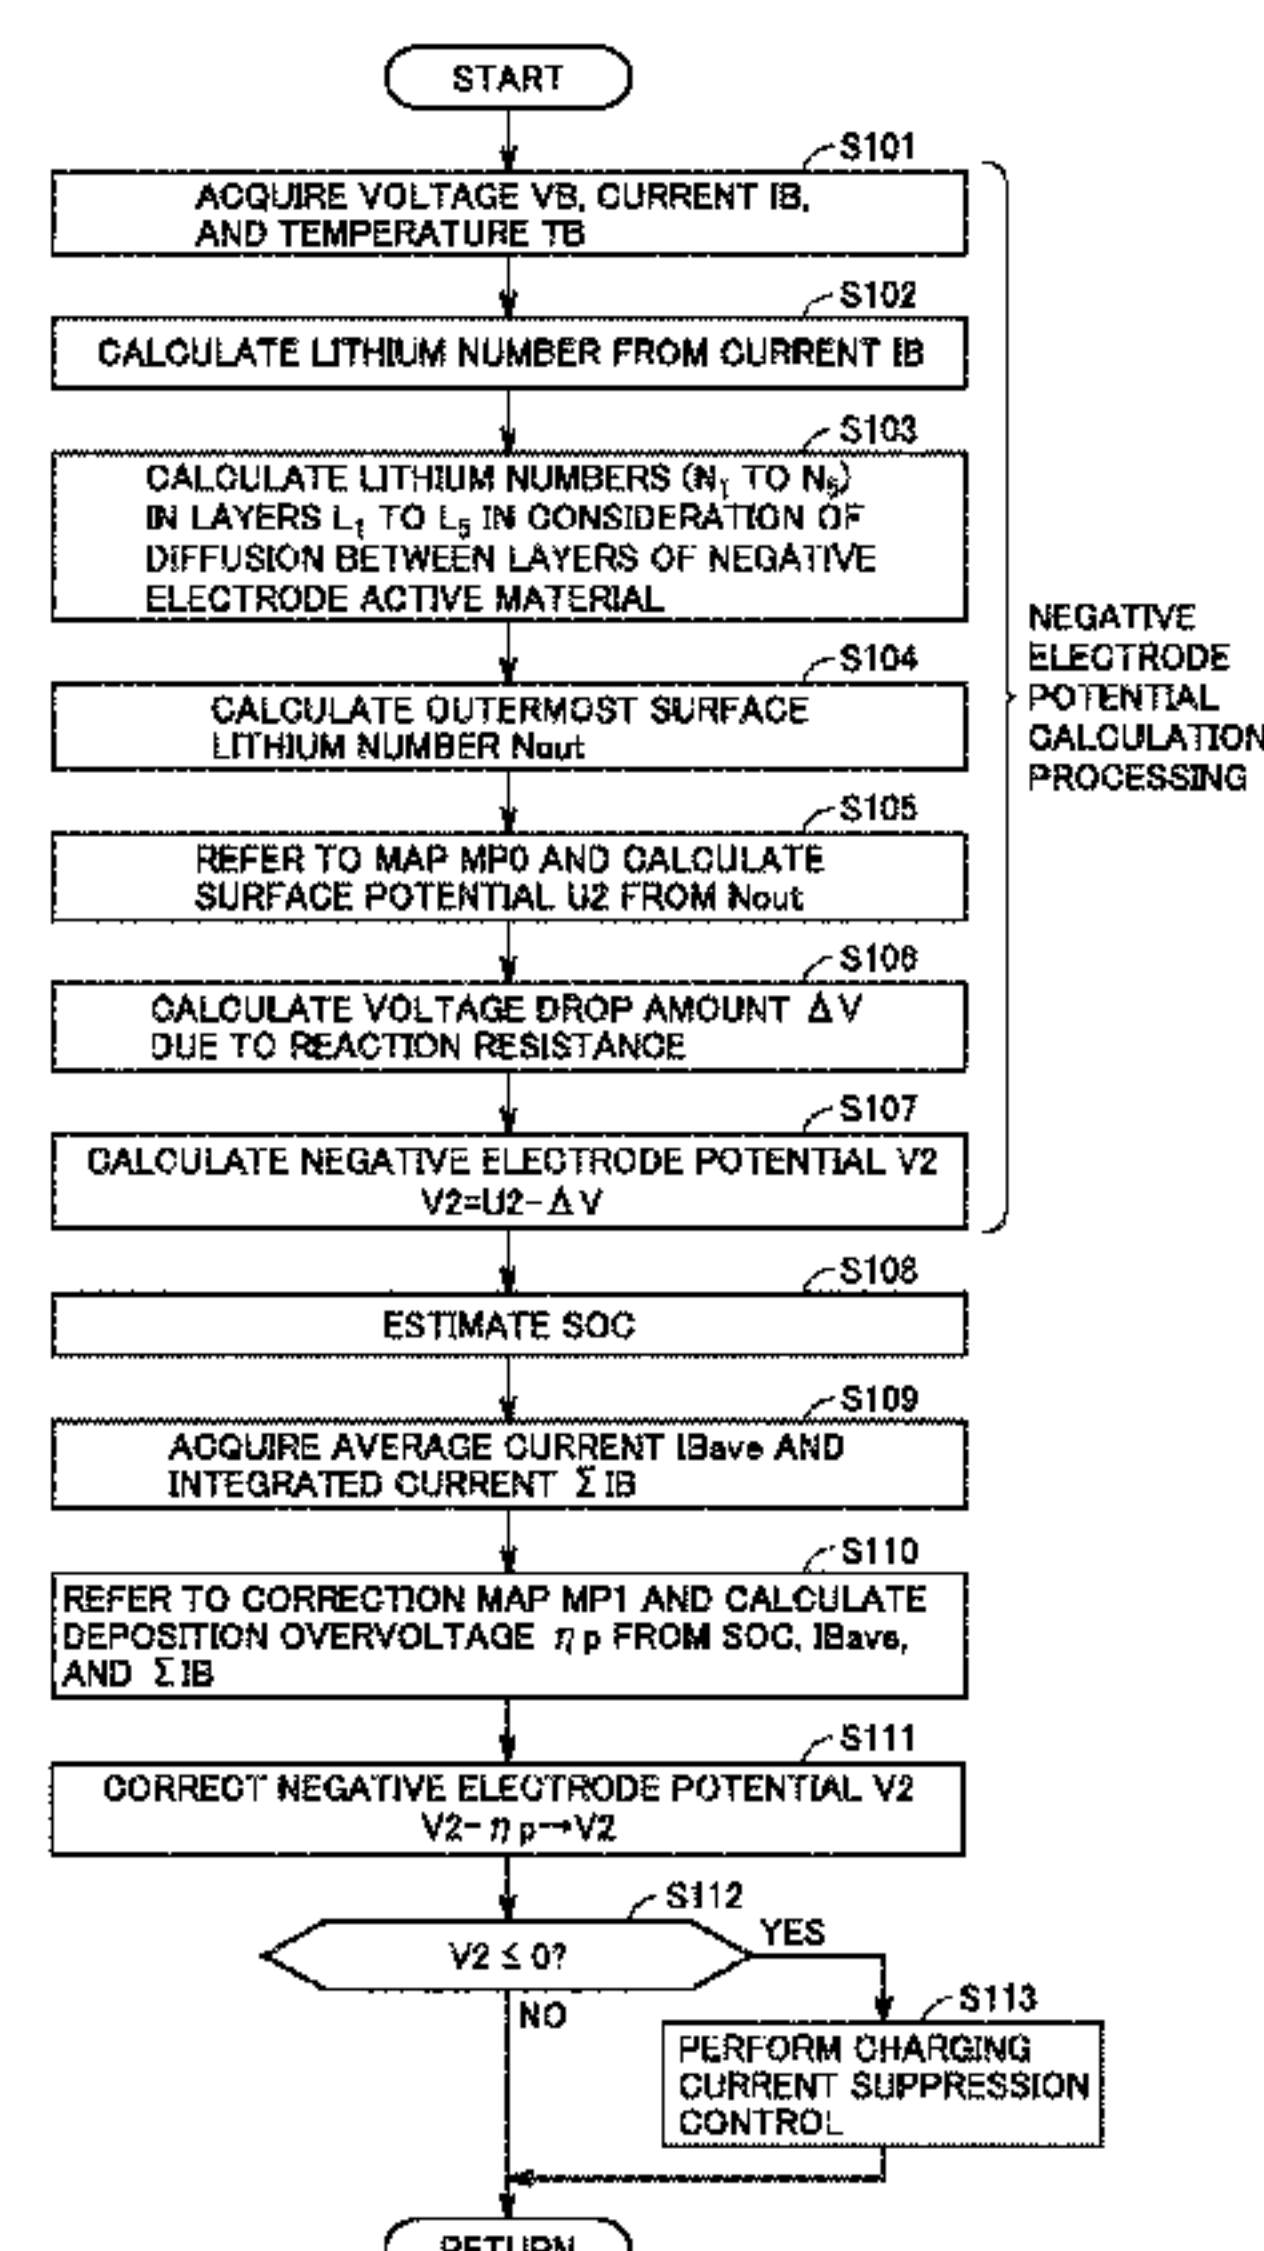 START
S101
ACQUIRE VOLTAGE VB, CURRENT IB,
AND TEMPERATURE TB
S102
CALCULATE LITHIUM NUMBER FROM CURRENT IB
S103
CALCULATE LITHIUM NUMBERS (N₁ TO N₅)
IN LAYERS L₁ TO L₅ IN CONSIDERATION OF
DIFFUSION BETWEEN LAYERS OF NEGATIVE
ELECTRODE ACTIVE MATERIAL
S104
CALCULATE OUTERMOST SURFACE
LITHIUM NUMBER Nout
S105
REFER TO MAP MP0 AND CALCULATE
SURFACE POTENTIAL U2 FROM Nout
S106
CALCULATE VOLTAGE DROP AMOUNT ΔV
DUE TO REACTION RESISTANCE
S107
CALCULATE NEGATIVE ELECTRODE POTENTIAL V2
V2=U2-ΔV
NEGATIVE
ELECTRODE
POTENTIAL
CALCULATION
PROCESSING
S108
ESTIMATE SOC
S109
ACQUIRE AVERAGE CURRENT IBave AND
INTEGRATED CURRENT ΣIB
S110
REFER TO CORRECTION MAP MP1 AND CALCULATE
DEPOSITION OVERVOLTAGE ηp FROM SOC, IBave,
AND ΣIB
S111
CORRECT NEGATIVE ELECTRODE POTENTIAL V2
V2-ηp→V2
S112
V2 ≤ 0?
YES
NO
S113
PERFORM CHARGING
CURRENT SUPPRESSION
CONTROL
RETURN